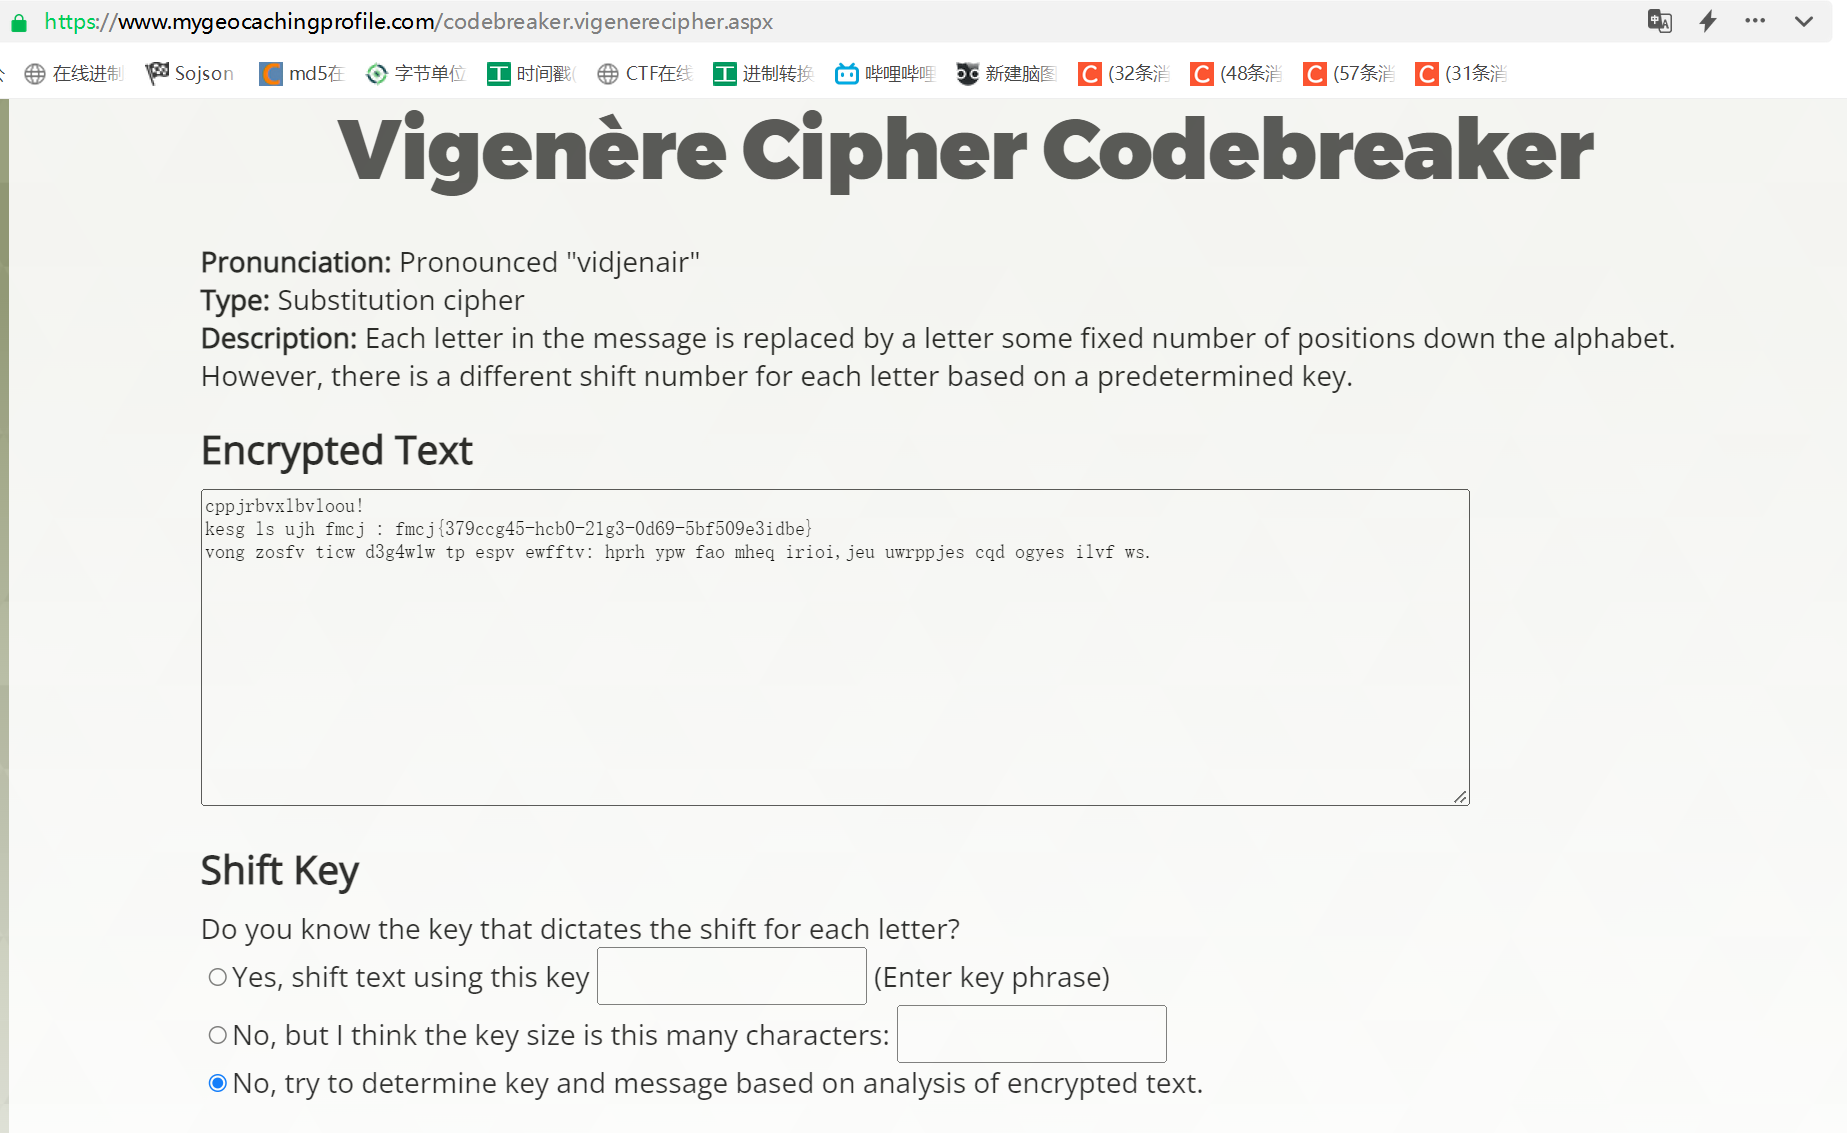 https://www.mygeocachingprofile.com/codebreaker.vigenerecipher.aspx
在线进制 Sojson md5在 字节单位 时间戳( CTF在线 进制转换 哔哩哔哩 新建脑图 (32条消 (48条消 (57条消 (31条消
Vigenère Cipher Codebreaker
Pronunciation: Pronounced "vidjenair"
Type: Substitution cipher
Description: Each letter in the message is replaced by a letter some fixed number of positions down the alphabet.
However, there is a different shift number for each letter based on a predetermined key.
Encrypted Text
cppjrbvxlbvloou!
kesg ls ujh fmcj : fmcj{379ccg45-hcb0-21g3-0d69-5bf509e3idbe}
vong zosfv ticw d3g4wlw tp espv ewfftv: hprh ypw fao mheq irioi,jeu uwrppjes cqd ogyes ilvf ws.
Shift Key
Do you know the key that dictates the shift for each letter?
Yes, shift text using this key (Enter key phrase)
No, but I think the key size is this many characters:
No, try to determine key and message based on analysis of encrypted text.